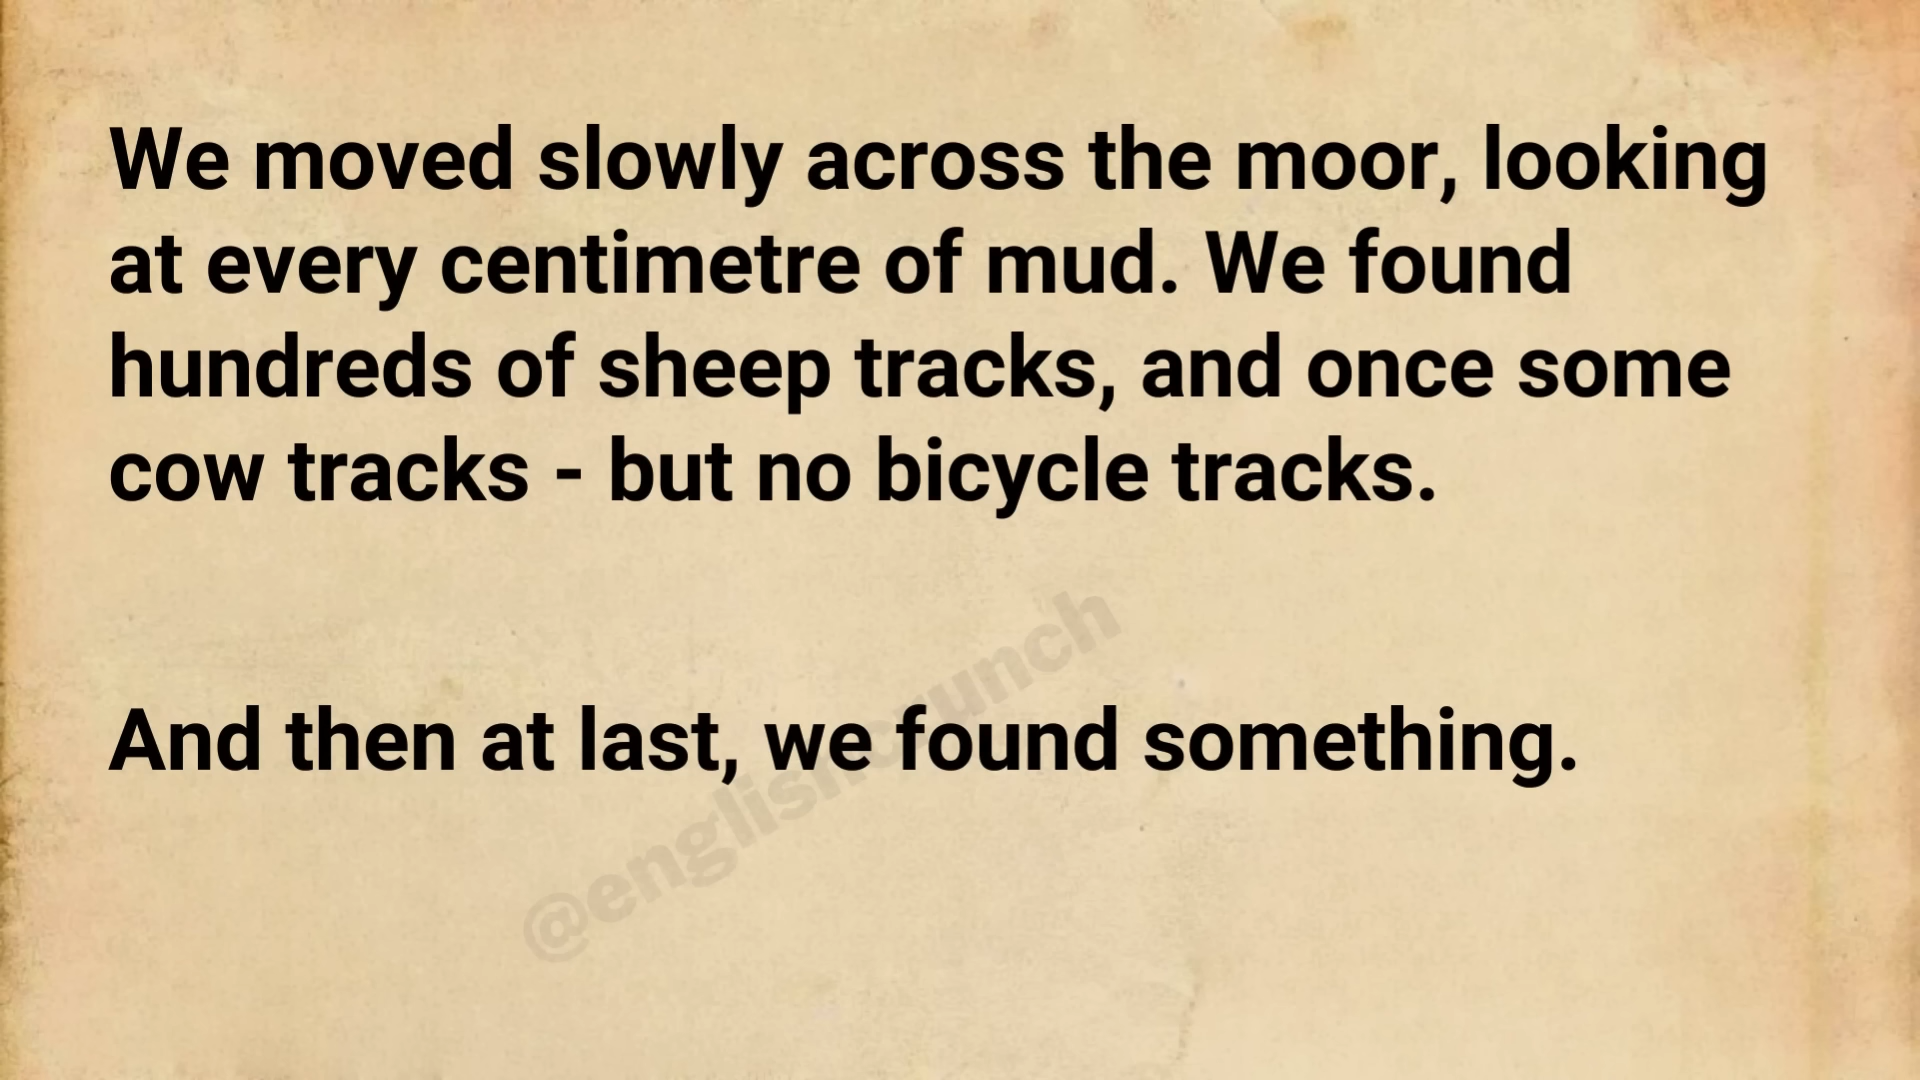 We moved slowly across the moor, looking
at every centimetre of mud. We found
hundreds of sheep tracks, and once some
cow tracks - but no bicycle tracks.
And then at last, we found something.
@englishcrunch